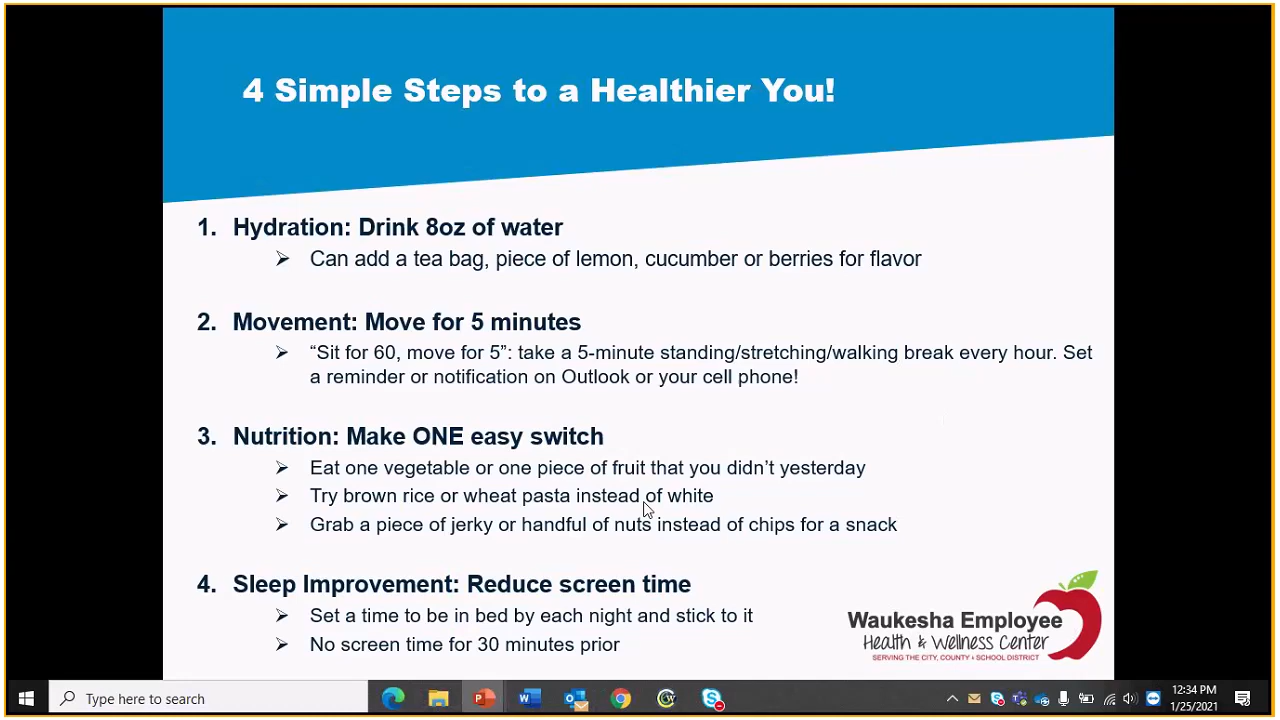 4 Simple Steps to a Healthier You!
1. Hydration: Drink 8oz of water
Can add a tea bag, piece of lemon, cucumber or berries for flavor
2. Movement: Move for 5 minutes
“Sit for 60, move for 5”: take a 5-minute standing/stretching/walking break every hour. Set
a reminder or notification on Outlook or your cell phone!
3. Nutrition: Make ONE easy switch
Eat one vegetable or one piece of fruit that you didn’t yesterday
Try brown rice or wheat pasta instead of white
Grab a piece of jerky or handful of nuts instead of chips for a snack
4. Sleep Improvement: Reduce screen time
Set a time to be in bed by each night and stick to it
No screen time for 30 minutes prior
Waukesha Employee
Health & Wellness Center
SERVING THE CITY, COUNTY & SCHOOL DISTRICT
Type here to search
12:34 PM
1/25/2021